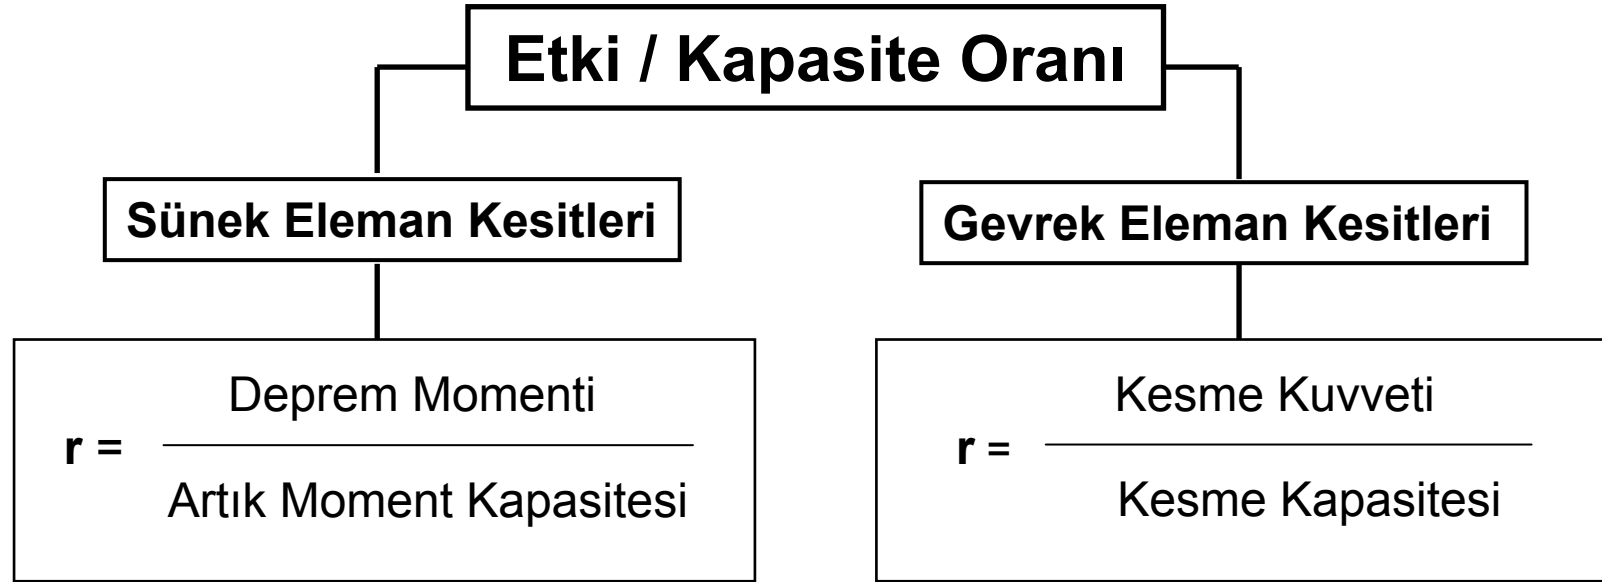 Etki / Kapasite Oranı
Sünek Eleman Kesitleri
Gevrek Eleman Kesitleri
Deprem Momenti
r =
Artık Moment Kapasitesi
Kesme Kuvveti
r =
Kesme Kapasitesi